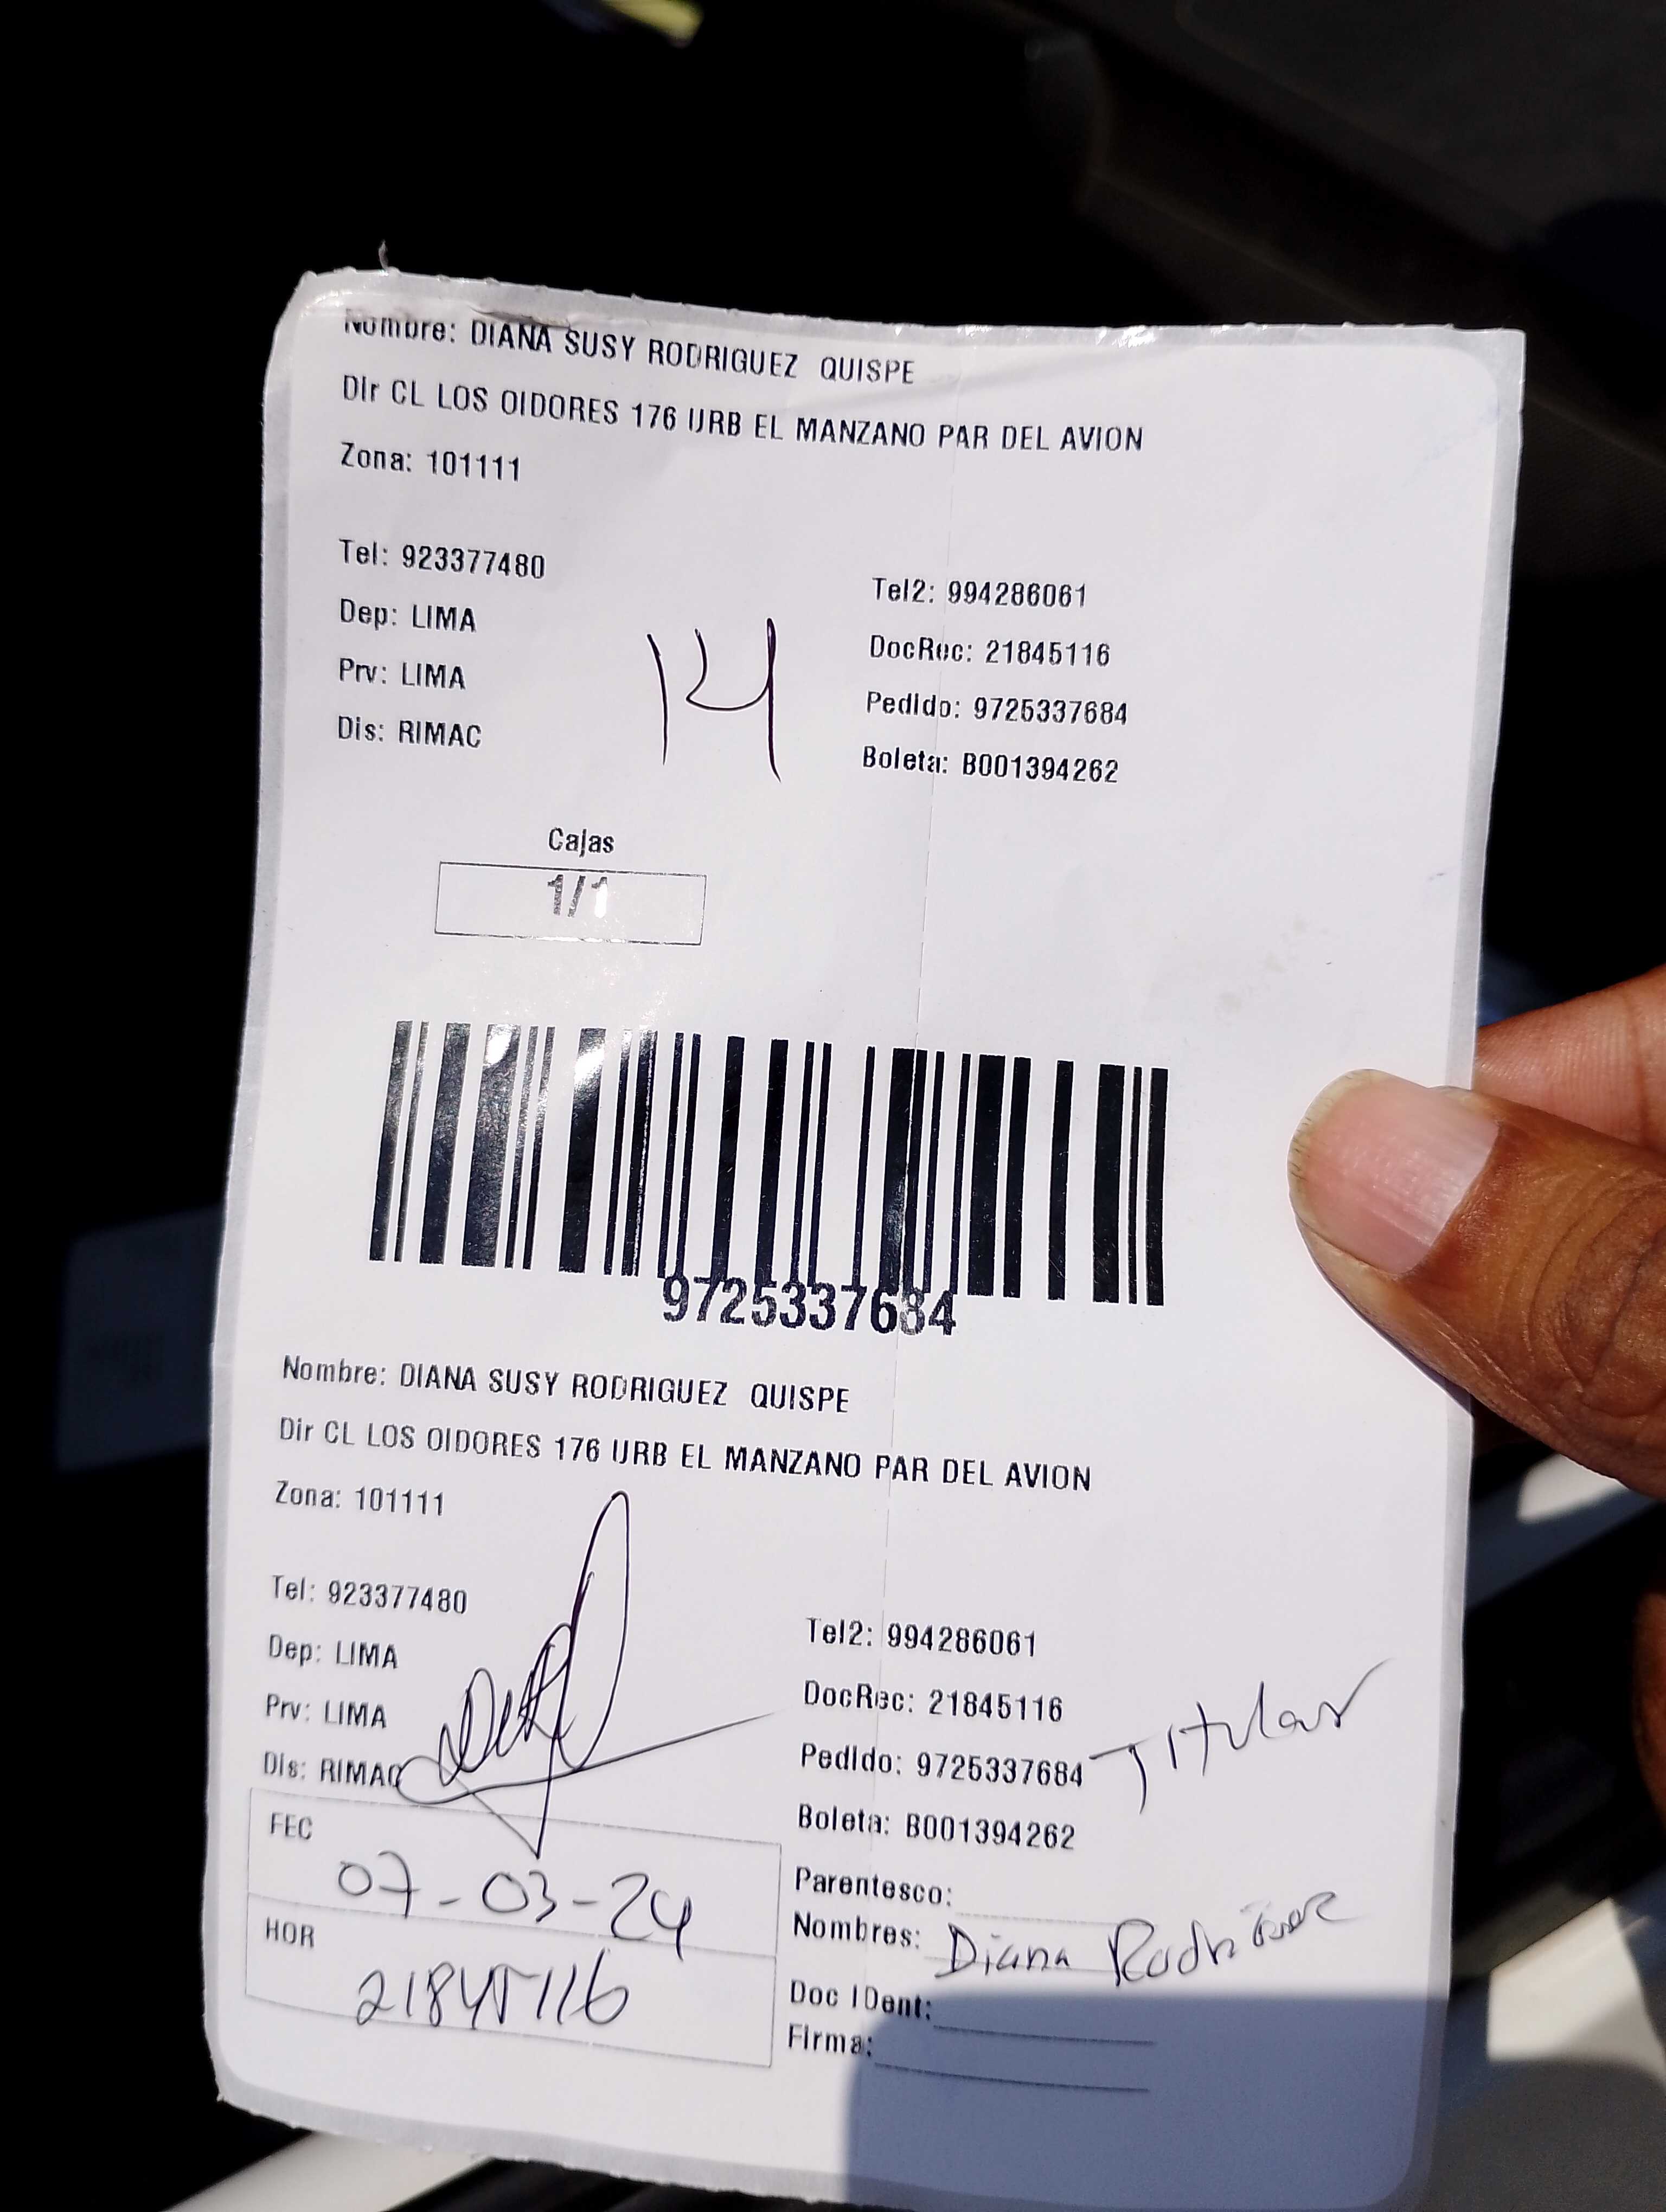 Nombre: DIANA SUSY RODRIGUEZ QUISPE
Dir CL LOS OIDORES 176 URB EL MANZANO PAR DEL AVION
Zona: 101111
Tel: 923377480
Tel2: 994286061
Dep: LIMA
DocRec: 21845116
Prv: LIMA
Pedido: 9725337684
Dis: RIMAC
Boleta: B001394262
14
Cajas
1/1
9725337684
Nombre: DIANA SUSY RODRIGUEZ QUISPE
Dir CL LOS OIDORES 176 URB EL MANZANO PAR DEL AVION
Zona: 101111
Tel: 923377480
Tel2: 994286061
Dep: LIMA
DocRec: 21845116
Prv: LIMA
Pedido: 9725337684
Titular
Dis: RIMAC
Boleta: B001394262
FEC
07-03-24
Parentesco:
HOR
Nombres: Diana Rodriguez
21845116
Doc IDent:
Firma: